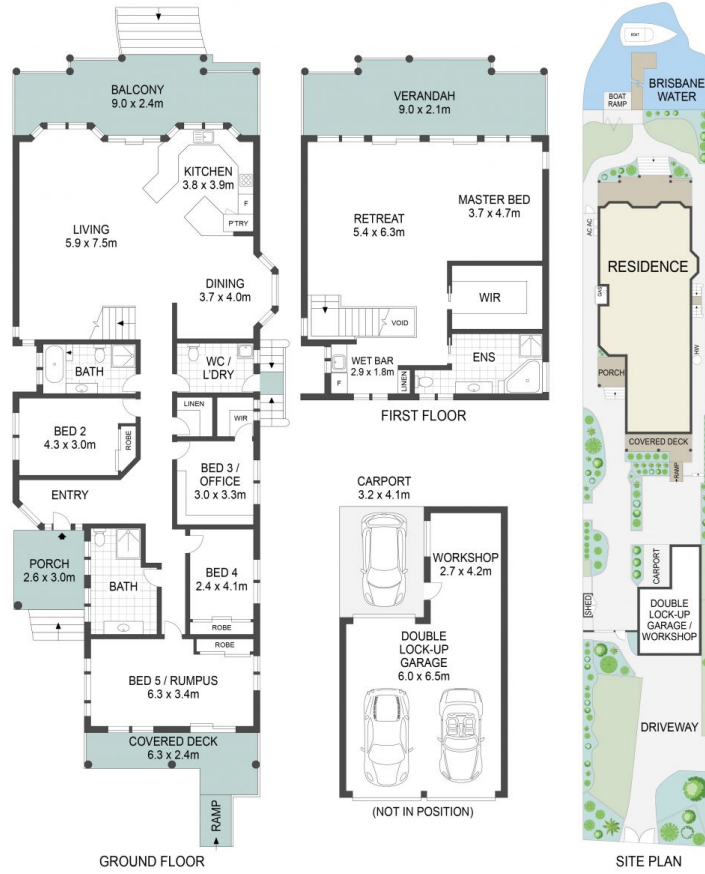 BALCONY
9.0 x 2.4m
KITCHEN
3.8 x 3.9m
F
P'TRY
LIVING
5.9 x 7.5m
DINING
3.7 x 4.0m
BATH
WC /
L'DRY
LINEN
WIR
BED 2
4.3 x 3.0m
ROBE
BED 3 /
OFFICE
3.0 x 3.3m
ENTRY
PORCH
2.6 x 3.0m
BATH
BED 4
2.4 x 4.1m
ROBE
ROBE
BED 5 / RUMPUS
6.3 x 3.4m
COVERED DECK
6.3 x 2.4m
RAMP
GROUND FLOOR
VERANDAH
9.0 x 2.1m
RETREAT
5.4 x 6.3m
MASTER BED
3.7 x 4.7m
WIR
VOID
WET BAR
2.9 x 1.8m
F
LINEN
ENS
FIRST FLOOR
CARPORT
3.2 x 4.1m
WORKSHOP
2.7 x 4.2m
DOUBLE
LOCK-UP
GARAGE
6.0 x 6.5m
(NOT IN POSITION)
BOAT
BRISBANE
WATER
BOAT
RAMP
AC AC
RESIDENCE
GAS
HW
PORCH
COVERED DECK
RAMP
CARPORT
SHED
DOUBLE
LOCK-UP
GARAGE /
WORKSHOP
DRIVEWAY
SITE PLAN